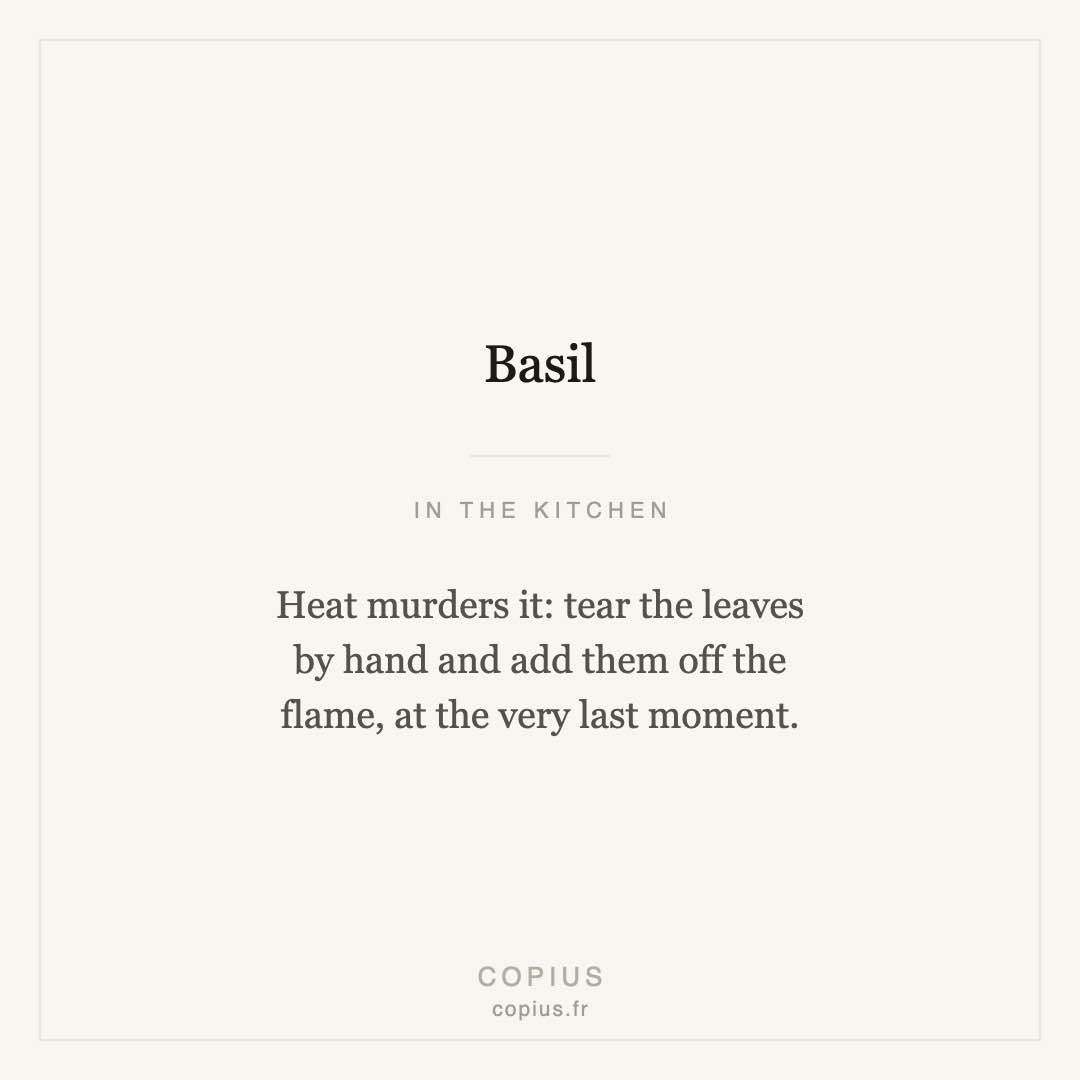 Basil
IN THE KITCHEN
Heat murders it: tear the leaves
by hand and add them off the
flame, at the very last moment.
COPIUS
copius.fr